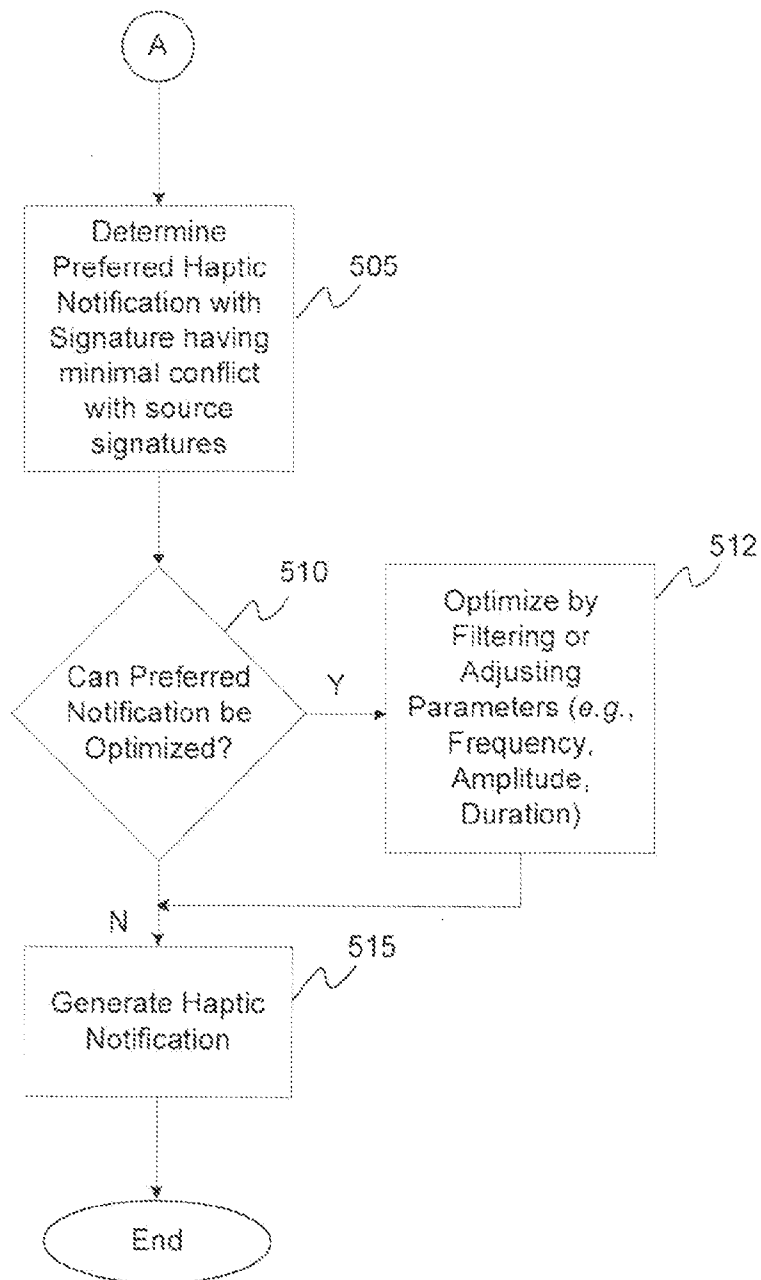 A
Determine
Preferred Haptic
Notification with
Signature having
minimal conflict
with source
signatures
505
510
Can Preferred
Notification be
Optimized?
Y
512
Optimize by
Filtering or
Adjusting
Parameters (e.g.,
Frequency,
Amplitude,
Duration)
N
515
Generate Haptic
Notification
End